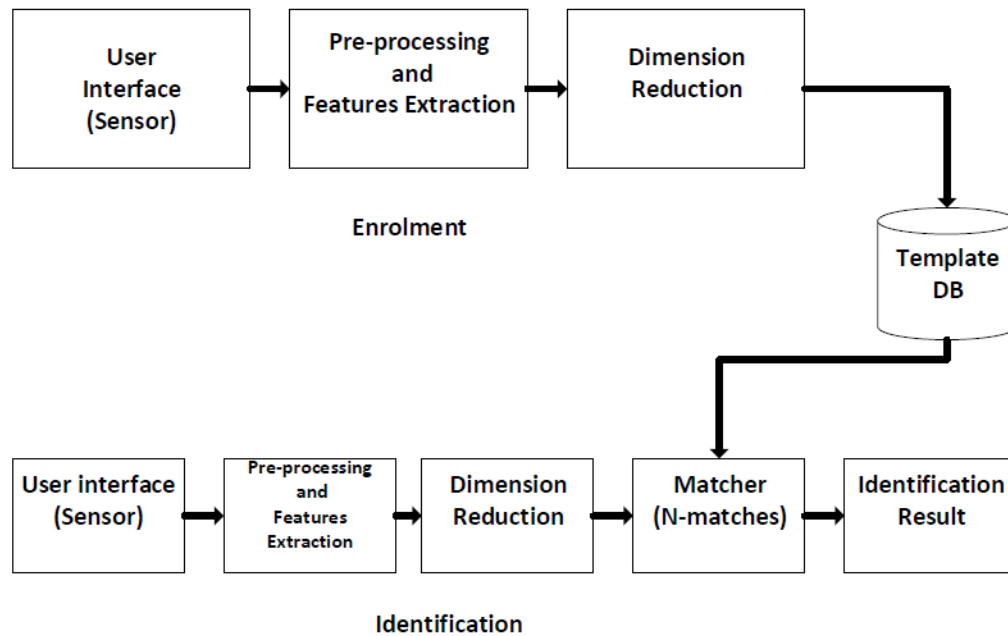 User
Interface
(Sensor)
Pre-processing
and
Features Extraction
Dimension
Reduction
Enrolment
Template
DB
User interface
(Sensor)
Pre-processing
and
Features
Extraction
Dimension
Reduction
Matcher
(N-matches)
Identification
Result
Identification